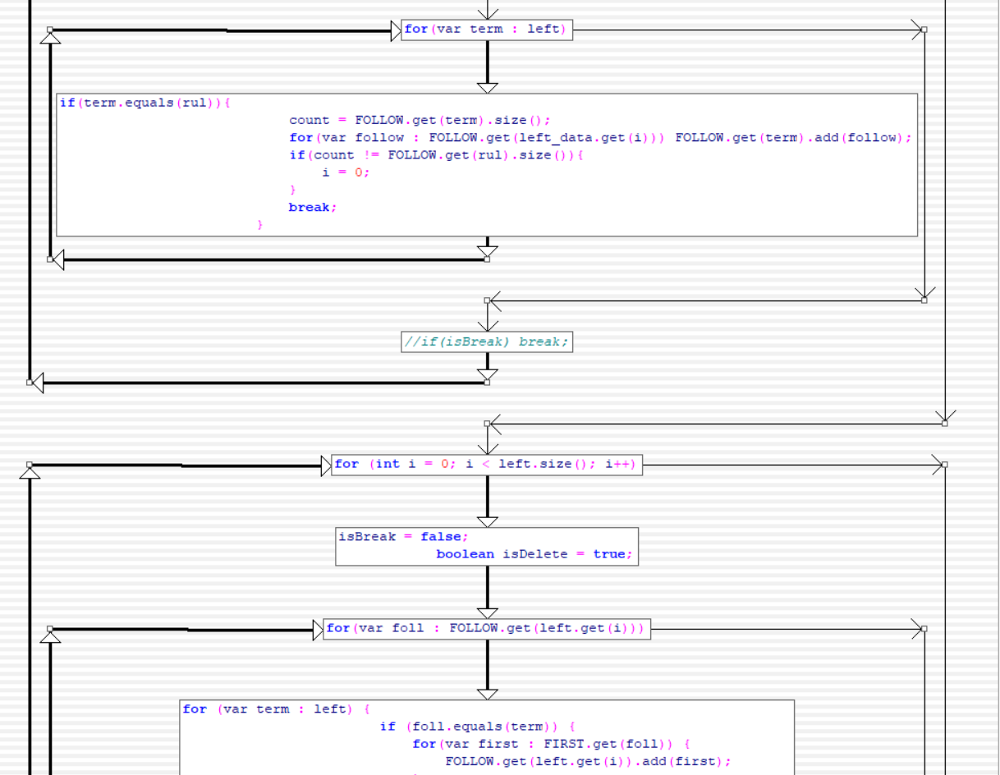 for(var term : left)
if(term.equals(rul)){
count = FOLLOW.get(term).size();
for(var follow : FOLLOW.get(left_data.get(i))) FOLLOW.get(term).add(follow);
if(count != FOLLOW.get(rul).size()){
i = 0;
}
break;
}
//if(isBreak) break;
for (int i = 0; i < left.size(); i++)
isBreak = false;
boolean isDelete = true;
for(var foll : FOLLOW.get(left.get(i)))
for (var term : left) {
if (foll.equals(term)) {
for(var first : FIRST.get(foll)) {
FOLLOW.get(left.get(i)).add(first);